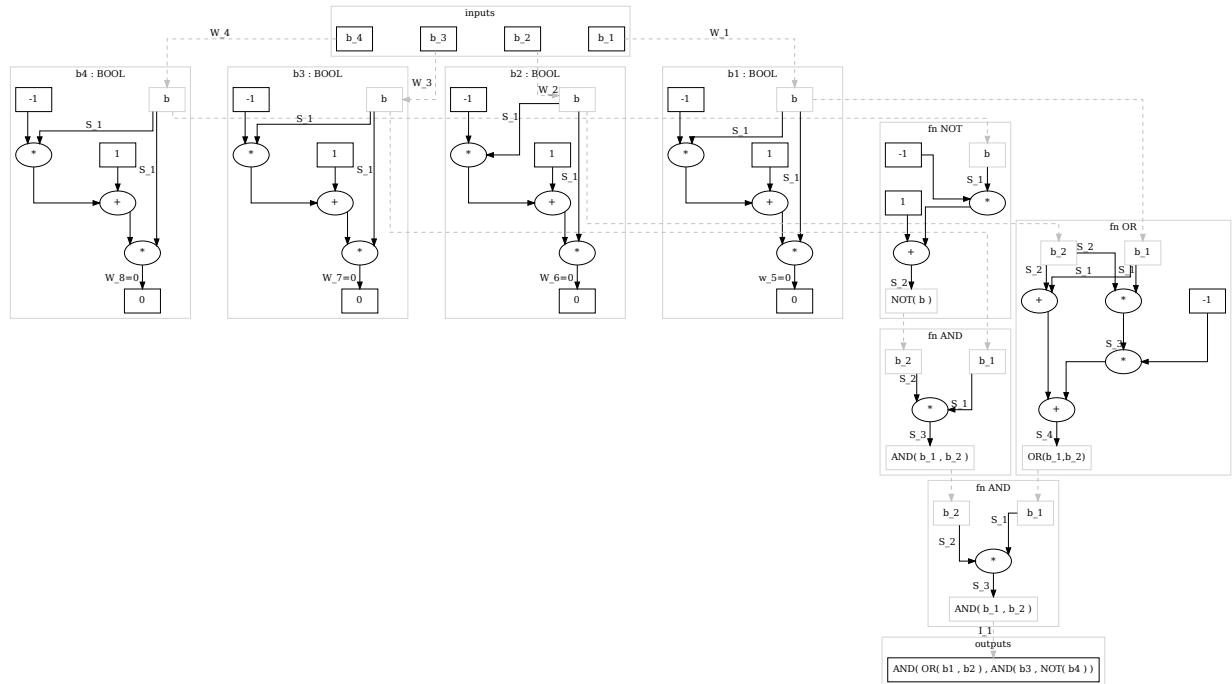 inputs
b_4
b_3
b_2
b_1
W_4
W_3
W_2
W_1
b4 : BOOL
-1
b
S_1
*
1
S_1
+
*
W_8=0
0
b3 : BOOL
-1
b
S_1
*
1
S_1
+
*
W_7=0
0
b2 : BOOL
-1
b
S_1
*
1
S_1
+
*
W_6=0
0
b1 : BOOL
-1
b
S_1
*
1
S_1
+
*
w_5=0
0
fn NOT
-1
b
S_1
1
*
+
S_2
NOT( b )
fn OR
b_2
S_2
b_1
S_2
S_1
S_1
+
*
-1
S_3
*
+
S_4
OR(b_1,b_2)
fn AND
b_2
b_1
S_2
*
S_1
S_3
AND( b_1 , b_2 )
fn AND
b_2
b_1
S_1
S_2
*
S_3
AND( b_1 , b_2 )
I_1
outputs
AND( OR( b1 , b2 ) , AND( b3 , NOT( b4 ) ) )